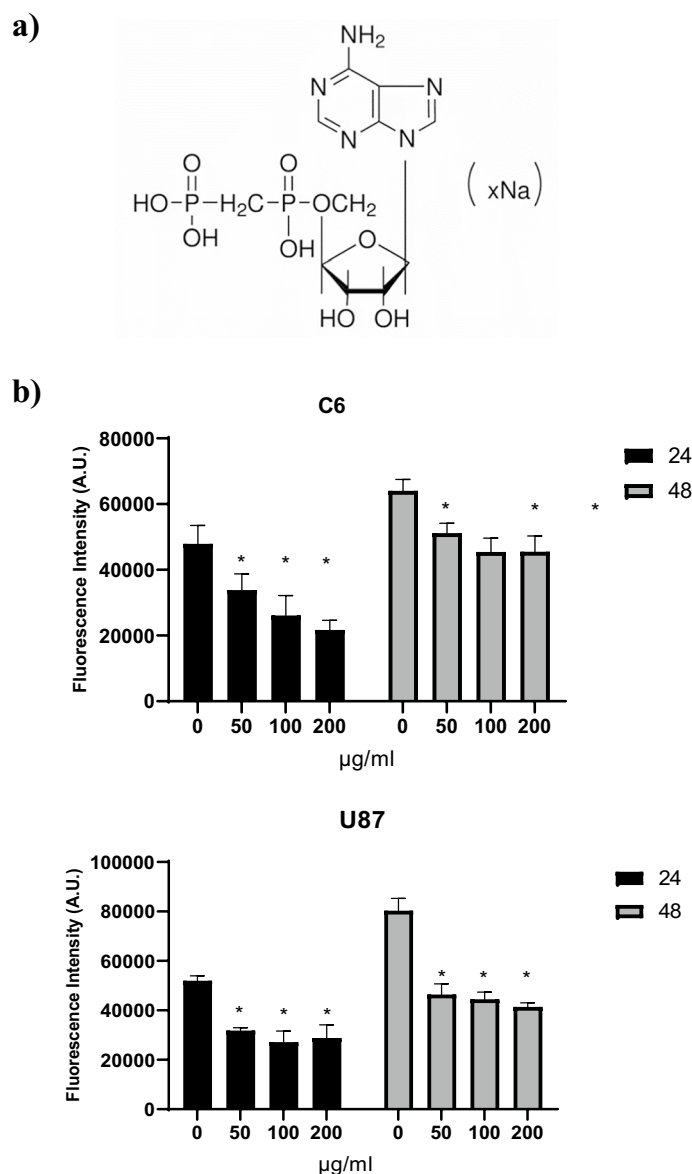 a)
NH₂
N N
N N
O O
HO-P-H₂C-P-OCH₂ ( xNa )
OH OH O
HO OH
b)
C6
Fluorescence Intensity (A.U.)
80000
60000
40000
20000
0
* * *
* * *
0 50 100 200 0 50 100 200
µg/ml
24
48
U87
Fluorescence Intensity (A.U.)
100000
80000
60000
40000
20000
0
* * *
* * *
0 50 100 200 0 50 100 200
µg/ml
24
48